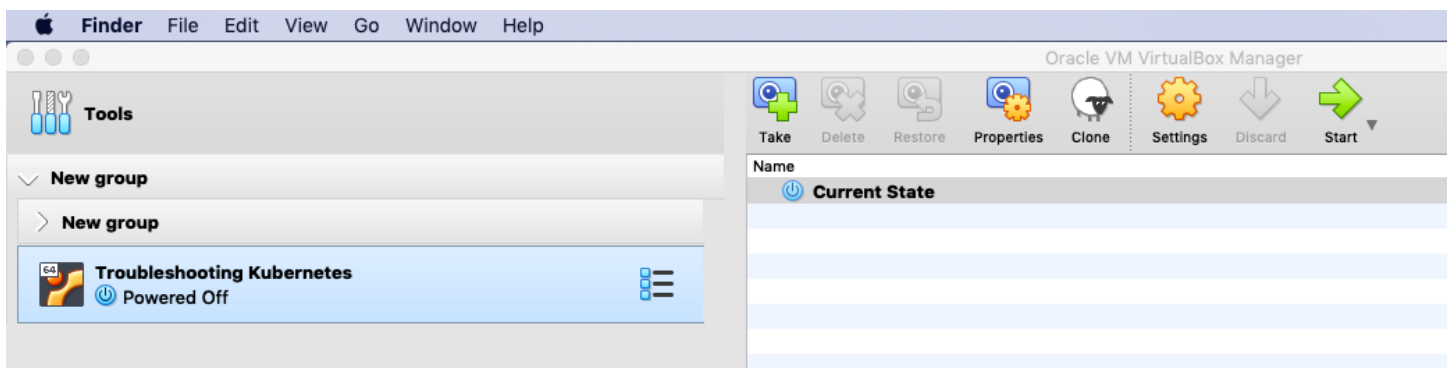 Finder File Edit View Go Window Help
Oracle VM VirtualBox Manager
Tools
Take Delete Restore Properties Clone Settings Discard Start
Name
Current State
New group
New group
64
Troubleshooting Kubernetes
Powered Off